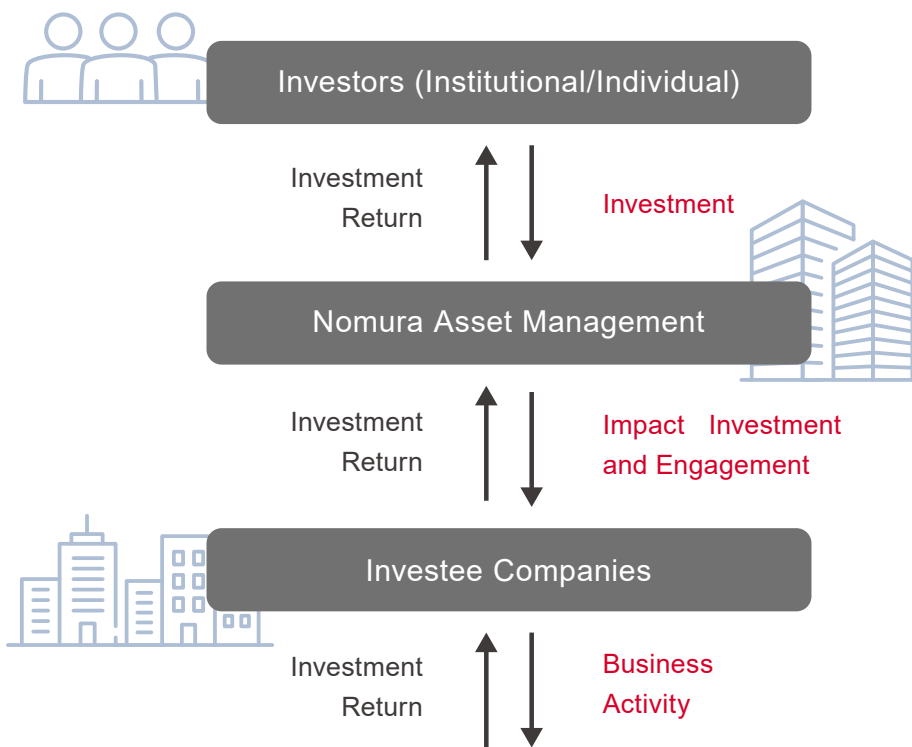 Investors (Institutional/Individual)
Investment
Return
Investment
Nomura Asset Management
Investment
Return
Impact Investment
and Engagement
Investee Companies
Investment
Return
Business
Activity